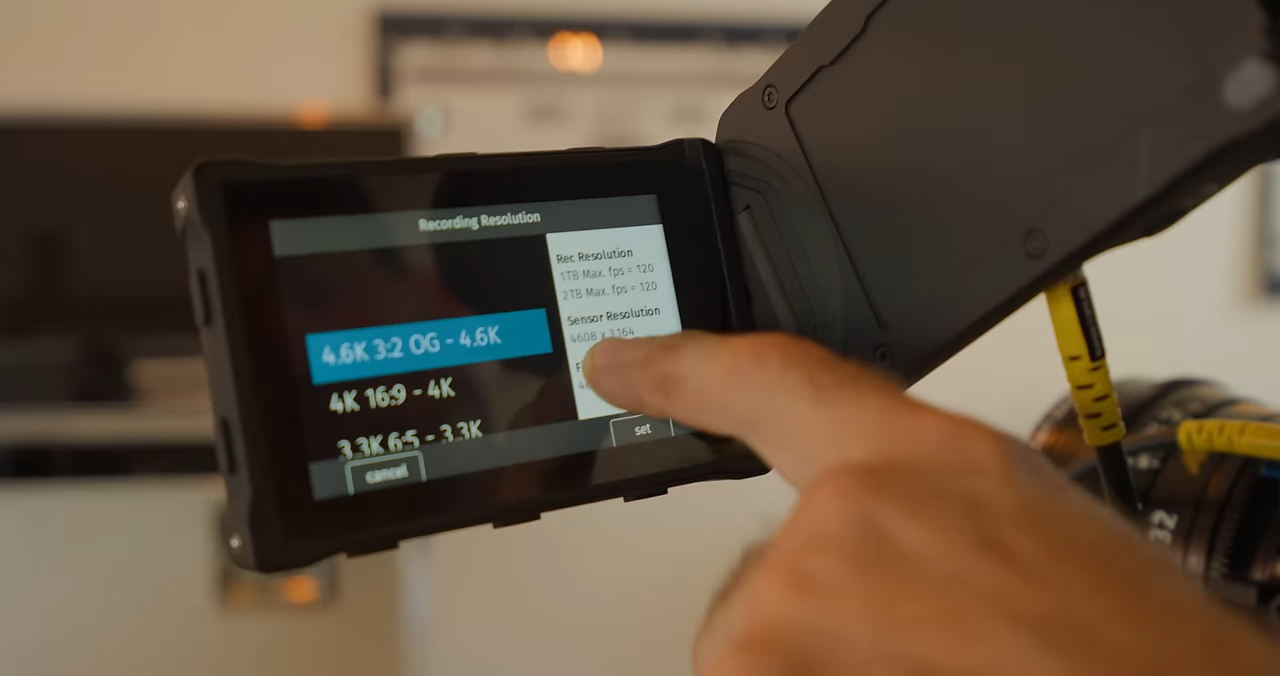 Recording Resolution
4.6K 3:2 OG - 4.6K
4K 16:9 - 4K
3.3K 6:5 - 3.3K
cancel
Rec Resolution
1TB Max. fps = 120
2TB Max. fps = 120
Sensor Resolution
4608 x 3164
set
32